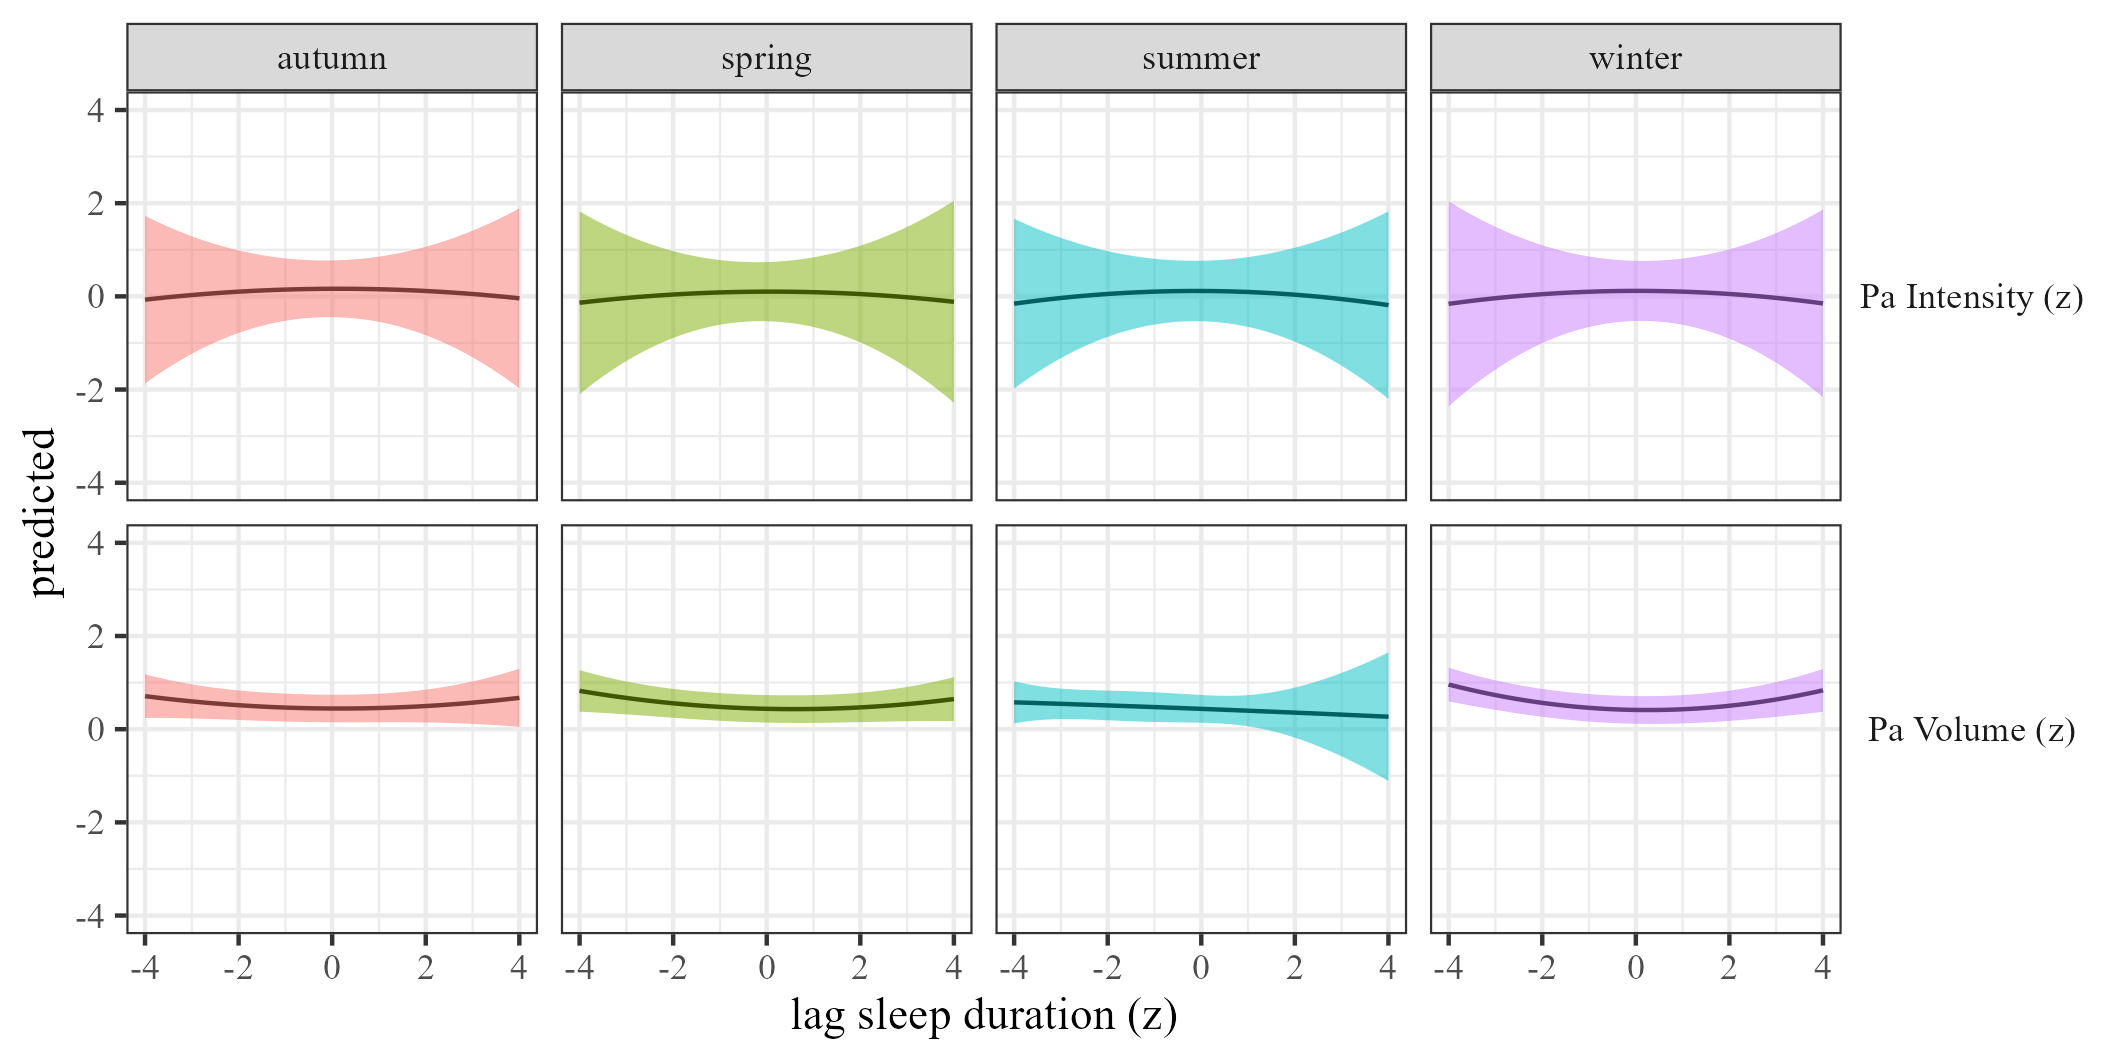 autumn spring summer winter
4
2
0
-2
-4
Pa Intensity (z)
predicted
4
2
0
-2
-4
Pa Volume (z)
-4 -2 0 2 4 -4 -2 0 2 4 -4 -2 0 2 4 -4 -2 0 2 4
lag sleep duration (z)